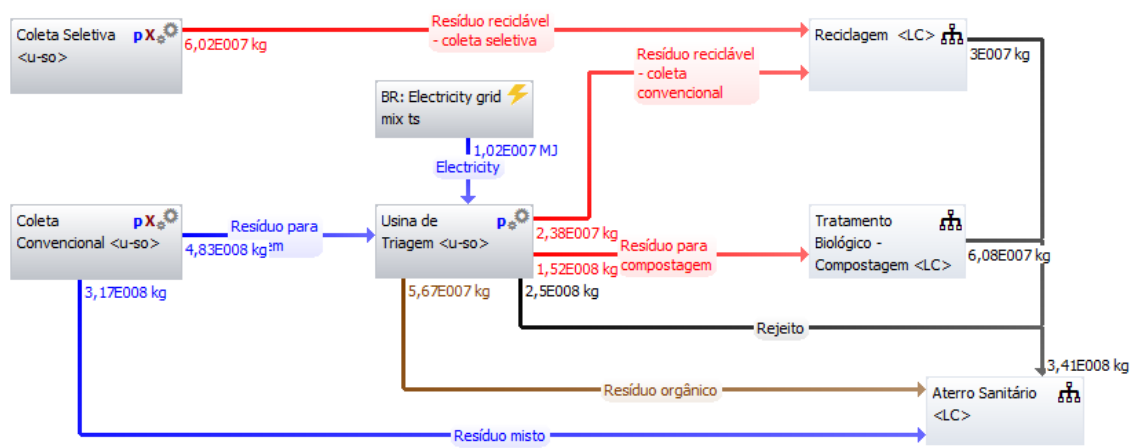 Coleta Seletiva
<u-so>
pX
6,02E007 kg
Resíduo reciclável
- coleta seletiva
Reciclagem <LC>
3E007 kg
Resíduo reciclável
- coleta
convencional
BR: Electricity grid
mix ts
1,02E007 MJ
Electricity
Coleta
Convencional <u-so>
pX
Resíduo para
4,83E008 kg
Usina de
Triagem <u-so>
p
2,38E007 kg
Resíduo para
compostagem
1,52E008 kg
Tratamento
Biológico -
Compostagem <LC>
6,08E007 kg
3,17E008 kg
5,67E007 kg
2,5E008 kg
Rejeito
3,41E008 kg
Resíduo orgânico
Aterro Sanitário
<LC>
Resíduo misto